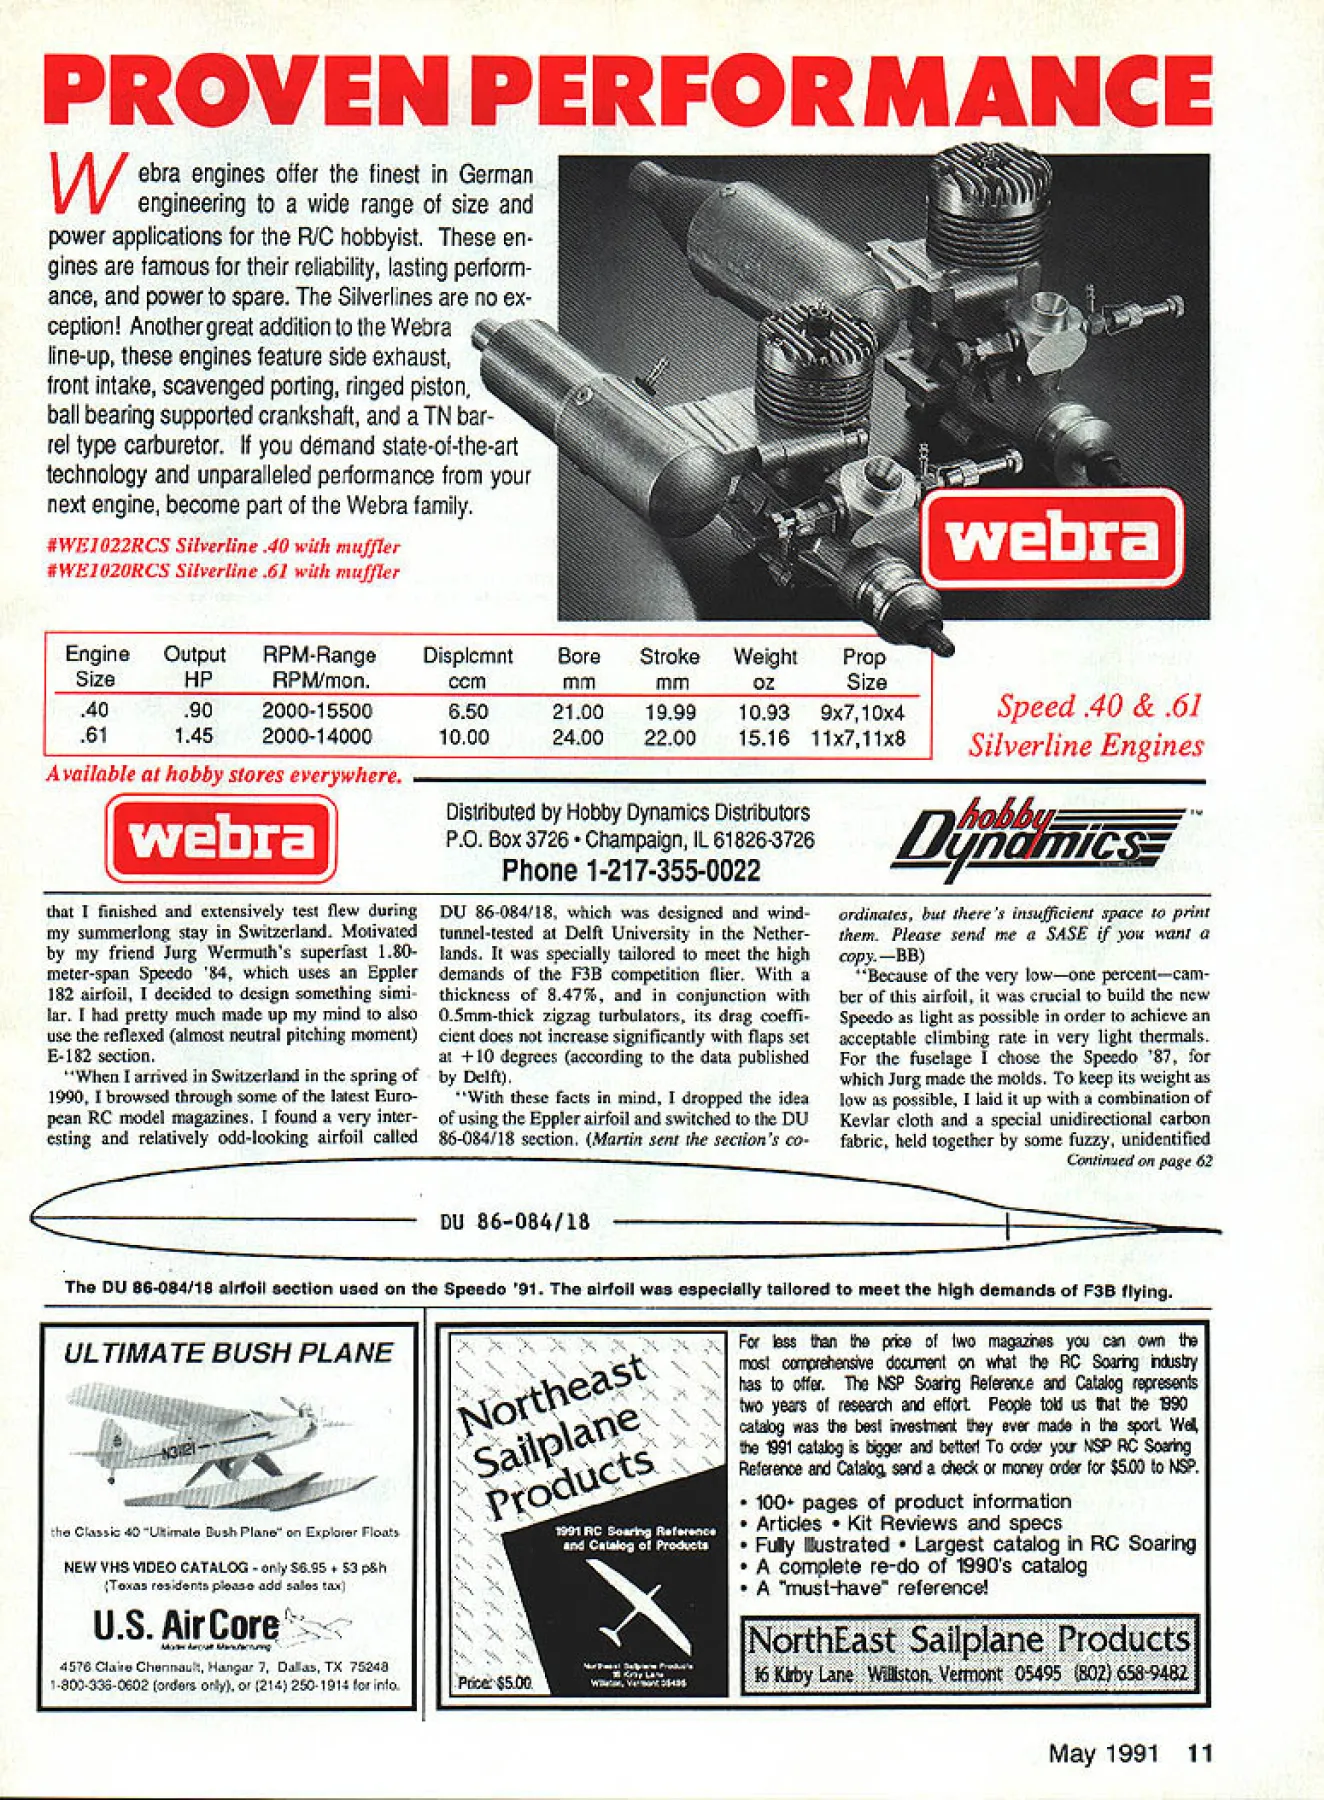 PROVEN PERFORMANCE
Webra engines offer the finest in German
engineering to a wide range of size and
power applications for the R/C hobbyist. These en-
gines are famous for their reliability, lasting perform-
ance, and power to spare. The Silverlines are no ex-
ception! Another great addition to the Webra
line-up, these engines feature side exhaust,
front intake, scavenged porting, ringed piston,
ball bearing supported crankshaft, and a TN bar-
rel type carburetor. If you demand state-of-the-art
technology and unparalleled performance from your
next engine, become part of the Webra family.
#WE1022RCS Silverline .40 with muffler
#WE1020RCS Silverline .61 with muffler
webra
Engine Output RPM-Range Displcmnt Bore Stroke Weight Prop
Size HP RPM/mon. ccm mm mm oz Size
.40 .90 2000-15500 6.50 21.00 19.99 10.93 9x7,10x4
.61 1.45 2000-14000 10.00 24.00 22.00 15.16 11x7,11x8
Speed .40 & .61
Silverline Engines
Available at hobby stores everywhere.
webra
Distributed by Hobby Dynamics Distributors
P.O. Box 3726 • Champaign, IL 61826-3726
Phone 1-217-355-0022
hobby
Dynamics™
that I finished and extensively test flew during
my summerlong stay in Switzerland. Motivated
by my friend Jurg Wermuth's superfast 1.80-
meter-span Speedo '84, which uses an Eppler
182 airfoil, I decided to design something simi-
lar. I had pretty much made up my mind to also
use the reflexed (almost neutral pitching moment)
E-182 section.
"When I arrived in Switzerland in the spring of
1990, I browsed through some of the latest Euro-
pean RC model magazines. I found a very inter-
esting and relatively odd-looking airfoil called
DU 86-084/18, which was designed and wind-
tunnel-tested at Delft University in the Nether-
lands. It was specially tailored to meet the high
demands of the F3B competition flier. With a
thickness of 8.47%, and in conjunction with
0.5mm-thick zigzag turbulators, its drag coeffi-
cient does not increase significantly with flaps set
at +10 degrees (according to the data published
by Delft).
"With these facts in mind, I dropped the idea
of using the Eppler airfoil and switched to the DU
86-084/18 section. (Martin sent the section's co-
ordinates, but there's insufficient space to print
them. Please send me a SASE if you want a
copy.—BB)
"Because of the very low—one percent—cam-
ber of this airfoil, it was crucial to build the new
Speedo as light as possible in order to achieve an
acceptable climbing rate in very light thermals.
For the fuselage I chose the Speedo '87, for
which Jurg made the molds. To keep its weight as
low as possible, I laid it up with a combination of
Kevlar cloth and a special unidirectional carbon
fabric, held together by some fuzzy, unidentified
Continued on page 62
DU 86-084/18
The DU 86-084/18 airfoil section used on the Speedo '91. The airfoil was especially tailored to meet the high demands of F3B flying.
ULTIMATE BUSH PLANE
N31121
the Classic 40 "Ultimate Bush Plane" on Explorer Floats
NEW VHS VIDEO CATALOG - only $6.95 + $3 p&h
(Texas residents please add sales tax)
U.S. AirCore
Model Aircraft Manufacturing
4576 Claire Chennault, Hangar 7, Dallas, TX 75248
1-800-336-0602 (orders only), or (214) 250-1914 for info.
Northeast
Sailplane
Products
1991 RC Soaring Reference
and Catalog of Products
Northeast Sailplane Products
16 Kirby Lane
Williston, Vermont 05495
Price: $5.00
For less than the price of two magazines you can own the
most comprehensive document on what the RC Soaring industry
has to offer. The NSP Soaring Reference and Catalog represents
two years of research and effort. People told us that the 1990
catalog was the best investment they ever made in the sport. Well,
the 1991 catalog is bigger and better! To order your NSP RC Soaring
Reference and Catalog, send a check or money order for $5.00 to NSP.
• 100+ pages of product information
• Articles • Kit Reviews and specs
• Fully Illustrated • Largest catalog in RC Soaring
• A complete re-do of 1990's catalog
• A "must-have" reference!
NorthEast Sailplane Products
16 Kirby Lane Williston, Vermont 05495 (802) 658-9482
May 1991 11